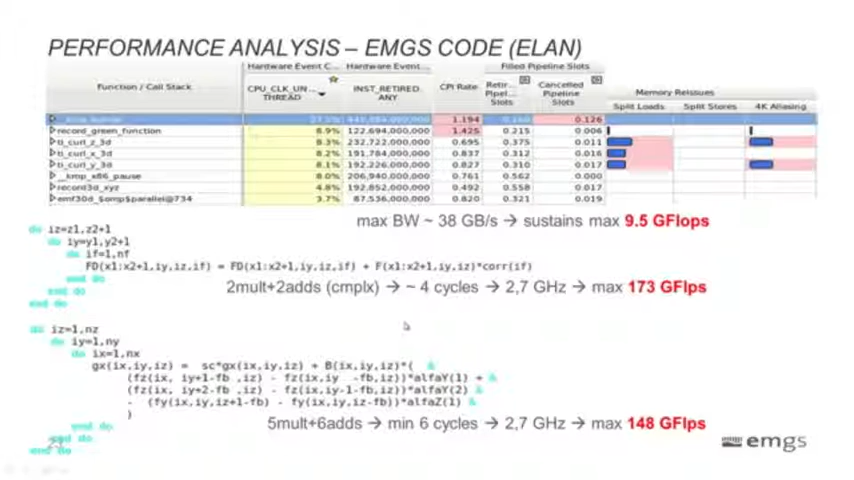 PERFORMANCE ANALYSIS – EMGS CODE (ELAN)
Hardware Event C... Hardware Event... Filled Pipeline Slots
Function / Call Stack CPU_CLK_UN... THREAD INST_RETIRED ANY CPI Rate Retir... Pipel... Slots Cancelled Pipeline Slots Memory Reissues
Split Loads Split Stores 4K Aliasing
1.194 0.126
record_green_function 8.9% 122,694,000,000 1.425 0.215 0.006
ti_curl_z_3d 8.3% 232,722,000,000 0.695 0.375 0.011
ti_curl_x_3d 8.2% 191,784,000,000 0.837 0.312 0.016
ti_curl_y_3d 8.1% 192,226,000,000 0.827 0.310 0.017
__kmp_x86_pause 8.0% 206,940,000,000 0.761 0.562 0.000
record3d_xyz 4.8% 192,852,000,000 0.492 0.558 0.017
emf30d_$omp$parallel@734 3.7% 87,536,000,000 0.820 0.321 0.019
max BW ~ 38 GB/s → sustains max 9.5 GFlops
do iz=z1,z2+1
do iy=y1,y2+1
do if=1,nf
FD(x1:x2+1,iy,iz,if) = FD(x1:x2+1,iy,iz,if) + F(x1:x2+1,iy,iz)*corr(if)
end do
end do
end do
2mult+2adds (cmplx) → ~ 4 cycles → 2,7 GHz → max 173 GFlps
do iz=1,nz
do iy=1,ny
do ix=1,nx
gx(ix,iy,iz) = sc*gx(ix,iy,iz) + B(ix,iy,iz)*( &
(fz(ix, iy+1-fb ,iz) - fz(ix,iy -fb,iz))*alfaY(1) + &
(fz(ix, iy+2-fb ,iz) - fz(ix,iy-1-fb,iz))*alfaY(2) &
- (fy(ix,iy,iz+1-fb) - fy(ix,iy,iz-fb))*alfaZ(1) &
)
end do
end do
end do
5mult+6adds → min 6 cycles → 2,7 GHz → max 148 GFlps
emgs